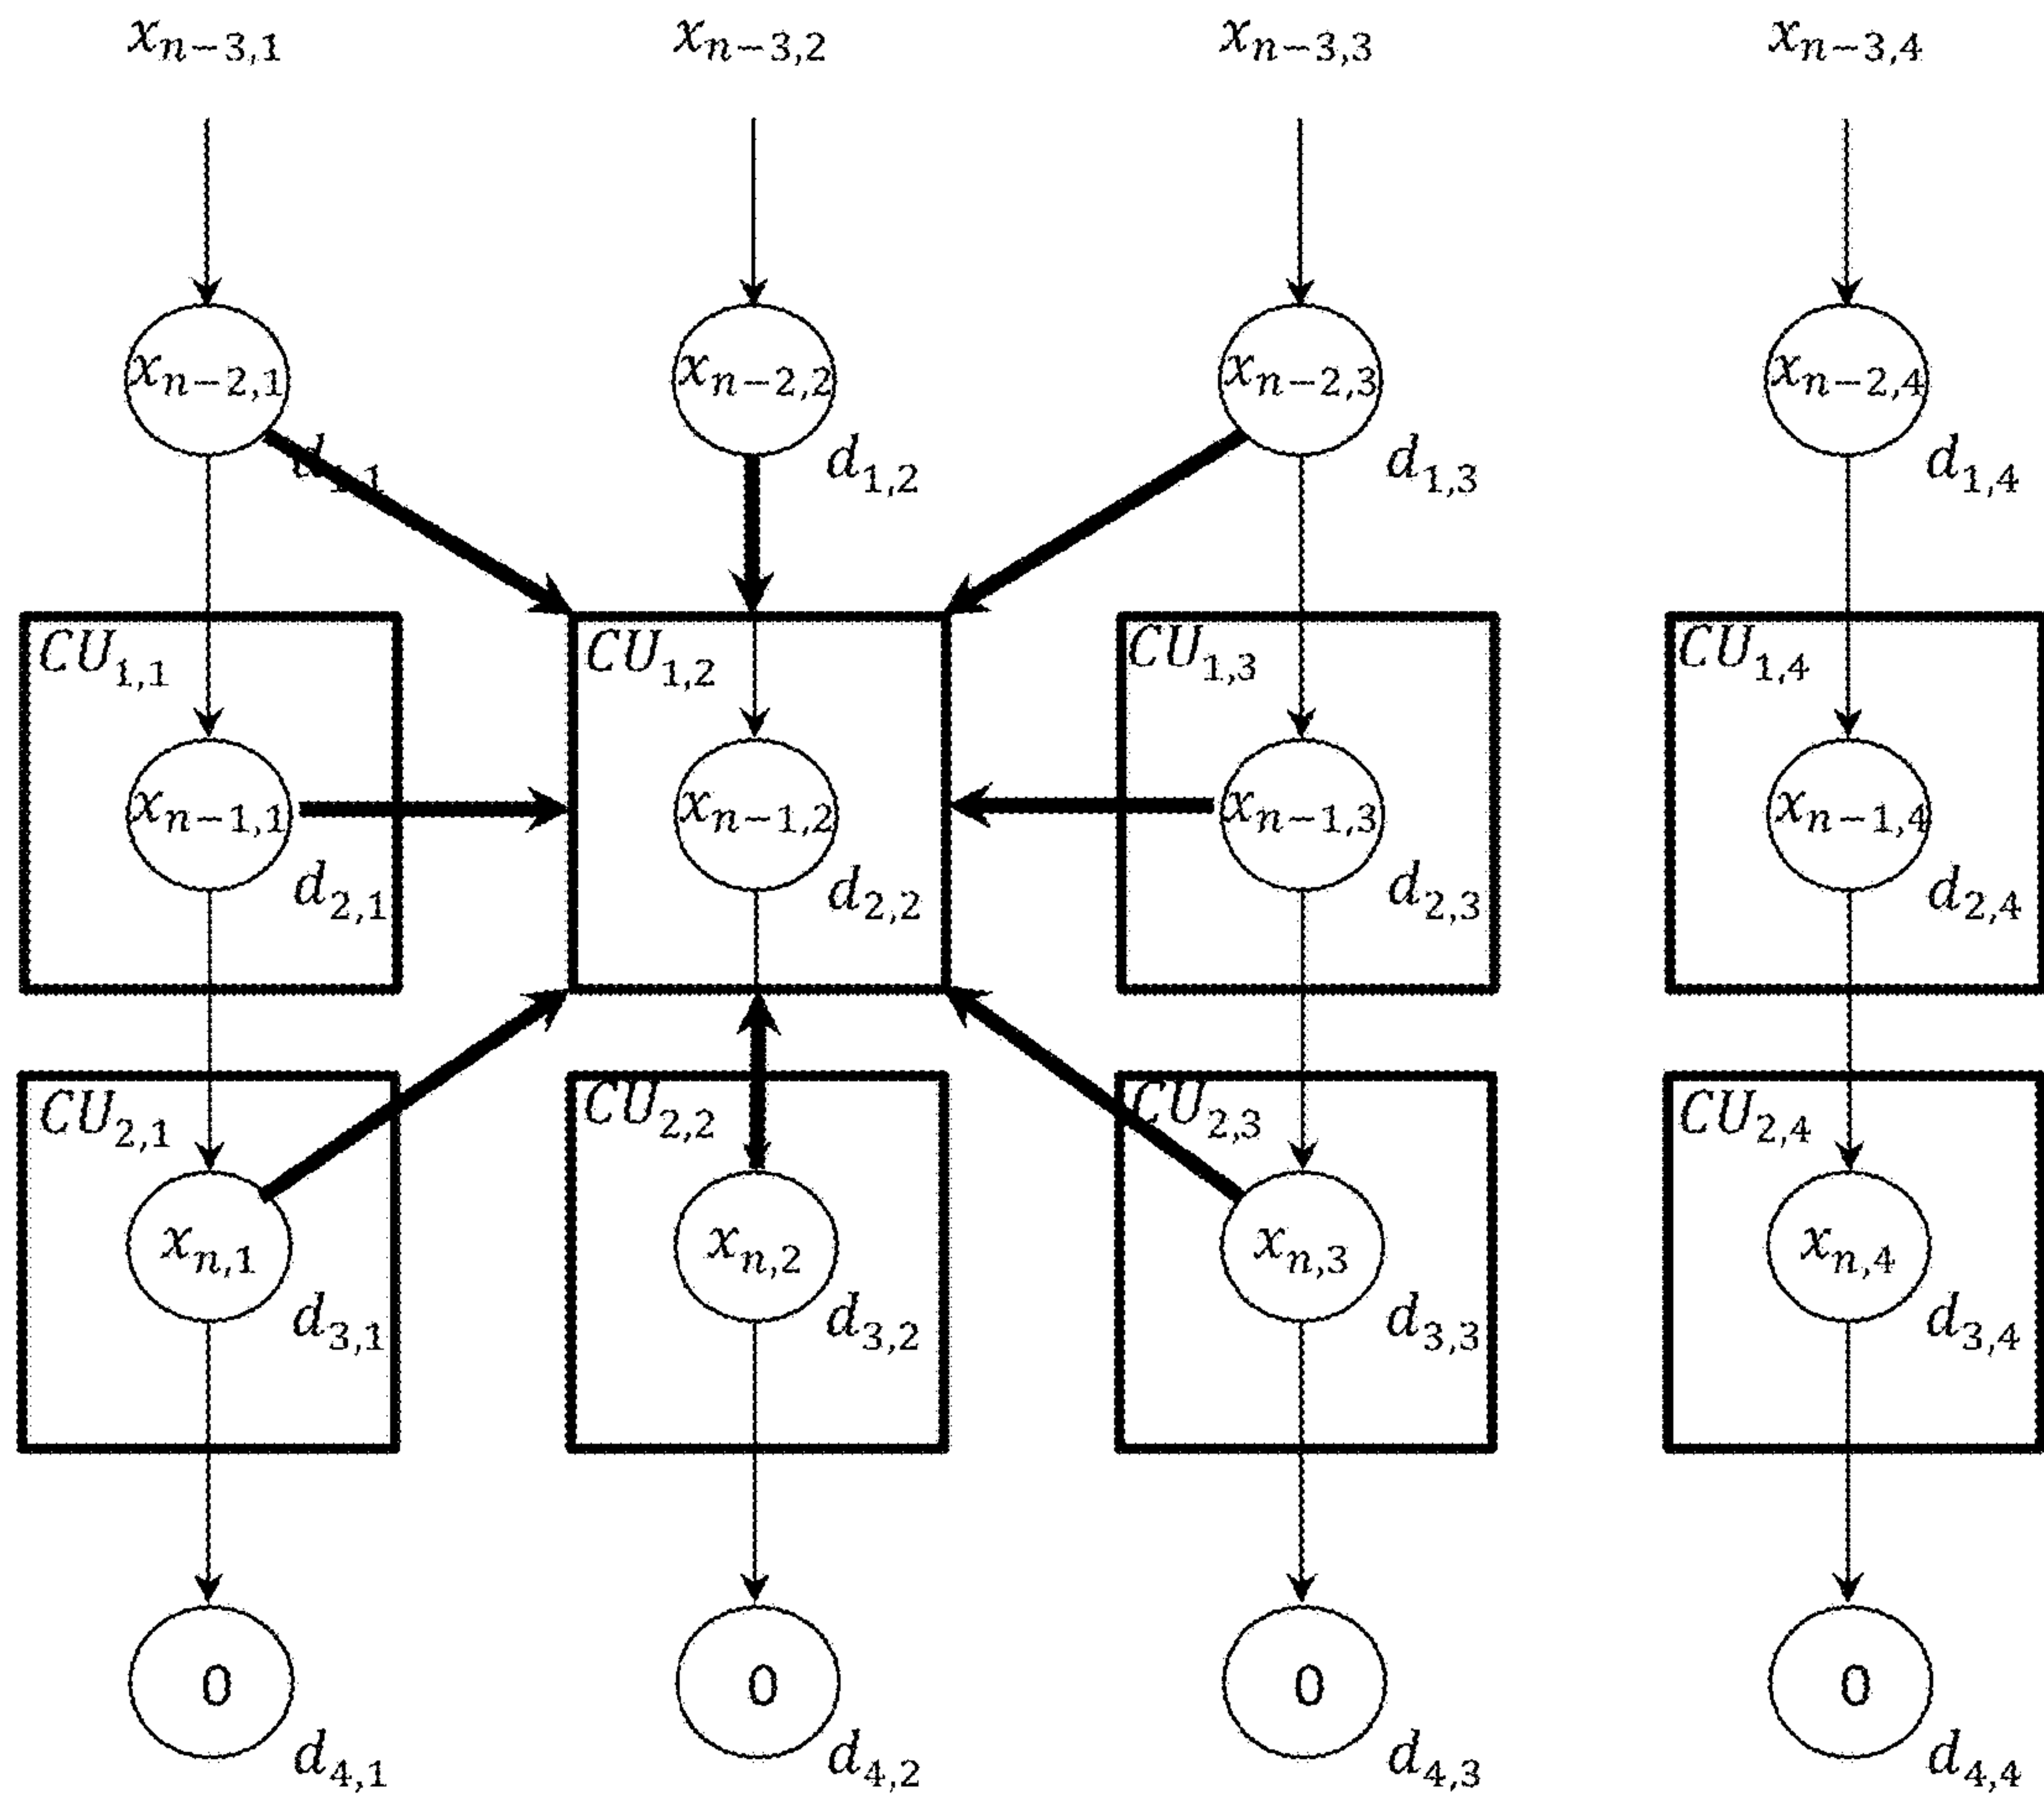 x_{n-3,1} x_{n-3,2} x_{n-3,3} x_{n-3,4}
x_{n-2,1} x_{n-2,2} x_{n-2,3} x_{n-2,4}
d_{1,1} d_{1,2} d_{1,3} d_{1,4}
CU_{1,1} CU_{1,2} CU_{1,3} CU_{1,4}
x_{n-1,1} x_{n-1,2} x_{n-1,3} x_{n-1,4}
d_{2,1} d_{2,2} d_{2,3} d_{2,4}
CU_{2,1} CU_{2,2} CU_{2,3} CU_{2,4}
x_{n,1} x_{n,2} x_{n,3} x_{n,4}
d_{3,1} d_{3,2} d_{3,3} d_{3,4}
0 0 0 0
d_{4,1} d_{4,2} d_{4,3} d_{4,4}